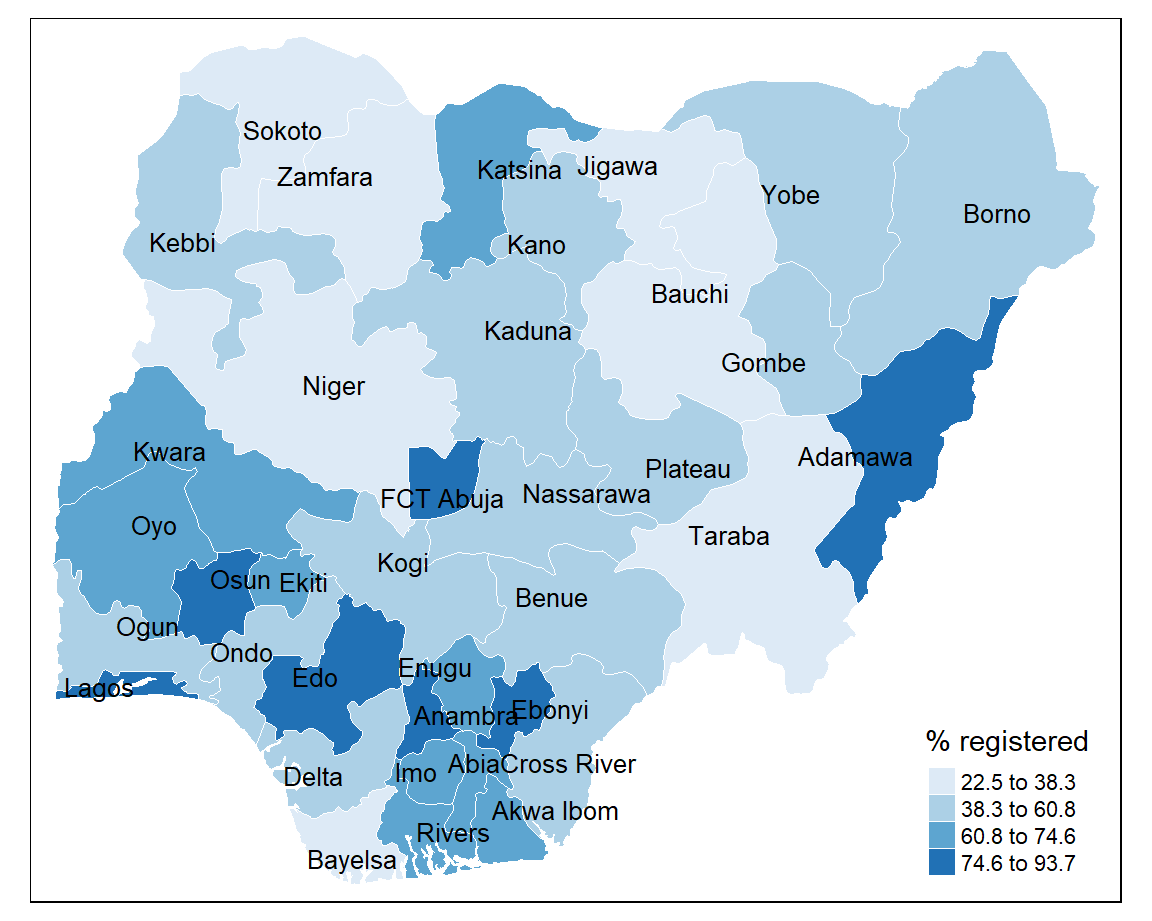 Sokoto
Zamfara
Katsina
Jigawa
Yobe
Borno
Kebbi
Kano
Bauchi
Kaduna
Gombe
Niger
Kwara
Adamawa
Plateau
FCT Abuja
Nassarawa
Oyo
Taraba
Kogi
Osun
Ekiti
Benue
Ogun
Ondo
Enugu
Edo
Lagos
Anambra
Ebonyi
% registered
Imo
Abia
Cross River
Delta
22.5 to 38.3
38.3 to 60.8
Akwa Ibom
Rivers
60.8 to 74.6
Bayelsa
74.6 to 93.7